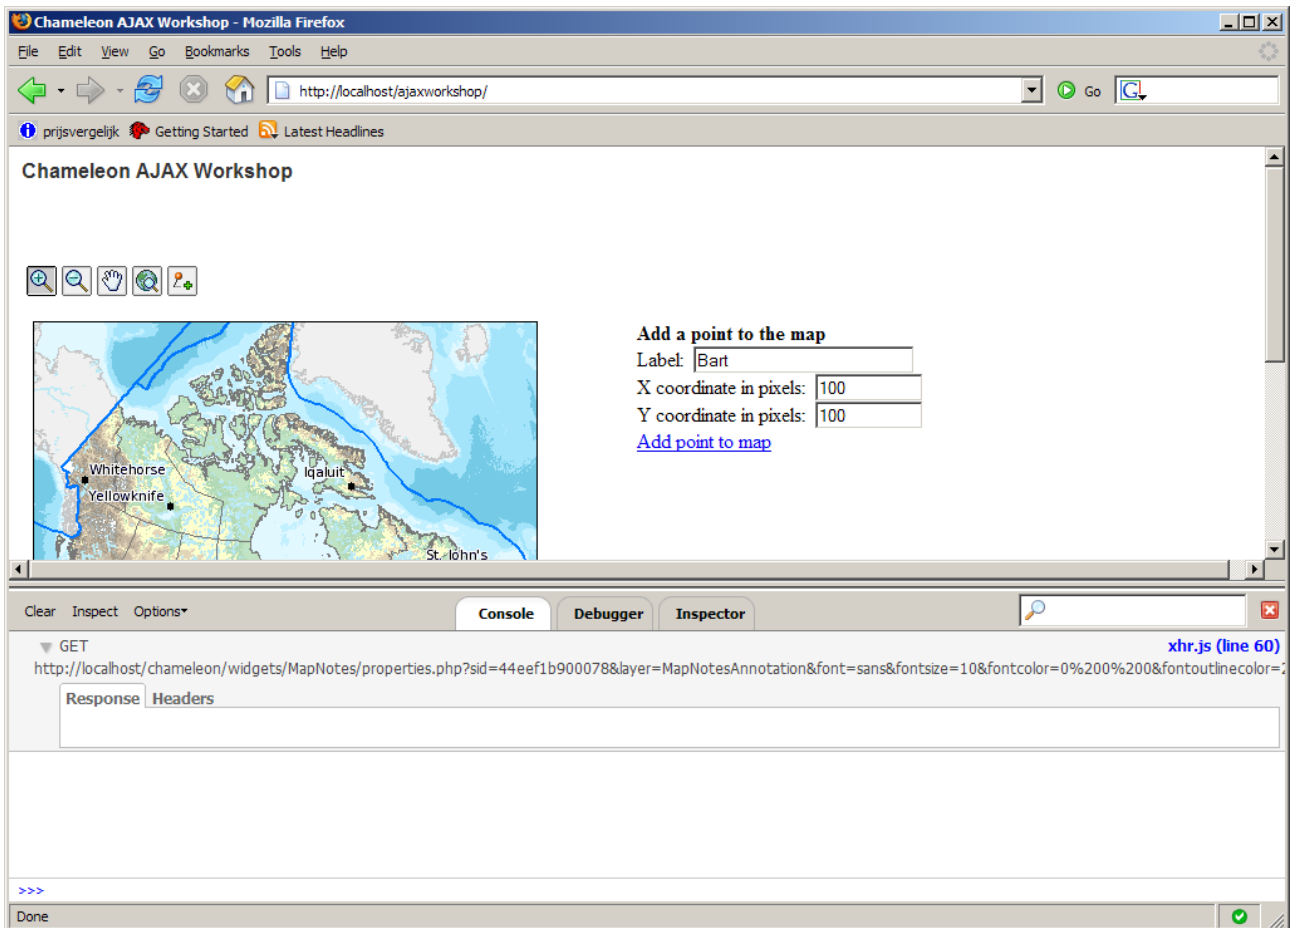 Chameleon AJAX Workshop - Mozilla Firefox
File Edit View Go Bookmarks Tools Help
http://localhost/ajaxworkshop/ Go G
prijsvergelijk Getting Started Latest Headlines
Chameleon AJAX Workshop
Add a point to the map
Label: Bart
X coordinate in pixels: 100
Y coordinate in pixels: 100
Add point to map
Whitehorse
Iqaluit
Yellowknife
St. John's
Clear Inspect Options Console Debugger Inspector
GET xhr.js (line 60)
http://localhost/chameleon/widgets/MapNotes/properties.php?sid=44eef1b900078&layer=MapNotesAnnotation&font=sans&fontsize=10&fontcolor=0%200%200&fontoutlinecolor=2
Response Headers
>>>
Done